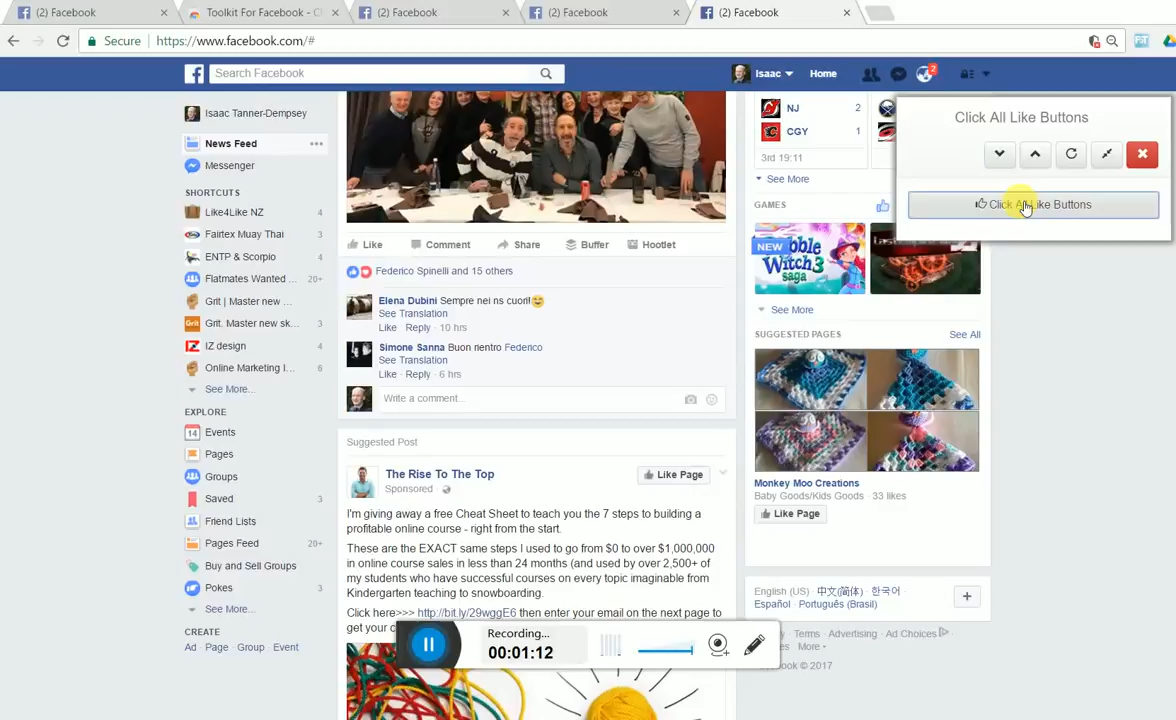 (2) Facebook
Toolkit For Facebook - C
(2) Facebook
(2) Facebook
(2) Facebook
Secure
https://www.facebook.com/#
Search Facebook
Isaac
Home
2
Isaac Tanner-Dempsey
News Feed
Messenger
SHORTCUTS
Like4Like NZ 4
Fairtex Muay Thai 3
ENTP & Scorpio 4
Flatmates Wanted ... 20+
Grit | Master new ...
Grit. Master new sk... 3
IZ design 4
Online Marketing I... 6
See More...
EXPLORE
Events
Pages
Groups
Saved 3
Friend Lists
Pages Feed 20+
Buy and Sell Groups
Pokes 3
See More...
CREATE
Ad · Page · Group · Event
Like Comment Share Buffer Hootlet
Federico Spinelli and 15 others
Elena Dubini Sempre nei ns cuori!
See Translation
Like · Reply · 10 hrs
Simone Sanna Buon rientro Federico
See Translation
Like · Reply · 6 hrs
Write a comment...
Suggested Post
The Rise To The Top
Sponsored ·
Like Page
I'm giving away a free Cheat Sheet to teach you the 7 steps to building a
profitable online course - right from the start.
These are the EXACT same steps I used to go from $0 to over $1,000,000
in online course sales in less than 24 months (and used by over 2,500+ of
my students who have successful courses on every topic imaginable from
Kindergarten teaching to snowboarding.
Click here>>> http://bit.ly/29wggE6 then enter your email on the next page to
get your
Recording...
00:01:12
NJ 2
CGY 1
3rd 19:11
See More
GAMES
NEW
Witch 3
saga
See More
SUGGESTED PAGES
See All
Monkey Moo Creations
Baby Goods/Kids Goods · 33 likes
Like Page
English (US) · 中文(简体) · 한국어 ·
Español · Português (Brasil)
Terms · Advertising · Ad Choices
More
book © 2017
Click All Like Buttons
Click All Like Buttons